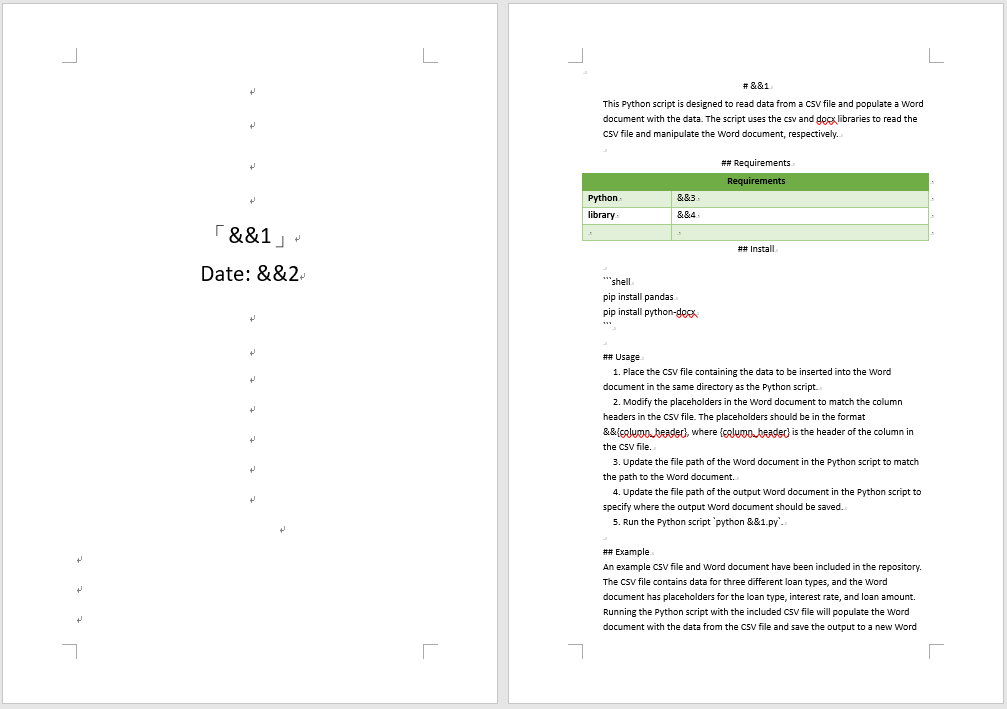 「&&1」
Date: &&2
# &&1
This Python script is designed to read data from a CSV file and populate a Word
document with the data. The script uses the csv and docx libraries to read the
CSV file and manipulate the Word document, respectively.
## Requirements
Requirements
Python &&3
library &&4
## Install
```shell
pip install pandas
pip install python-docx
```
## Usage
1. Place the CSV file containing the data to be inserted into the Word
document in the same directory as the Python script.
2. Modify the placeholders in the Word document to match the column
headers in the CSV file. The placeholders should be in the format
&&{column_header}, where {column_header} is the header of the column in
the CSV file.
3. Update the file path of the Word document in the Python script to match
the path to the Word document.
4. Update the file path of the output Word document in the Python script to
specify where the output Word document should be saved.
5. Run the Python script `python &&1.py`.
## Example
An example CSV file and Word document have been included in the repository.
The CSV file contains data for three different loan types, and the Word
document has placeholders for the loan type, interest rate, and loan amount.
Running the Python script with the included CSV file will populate the Word
document with the data from the CSV file and save the output to a new Word